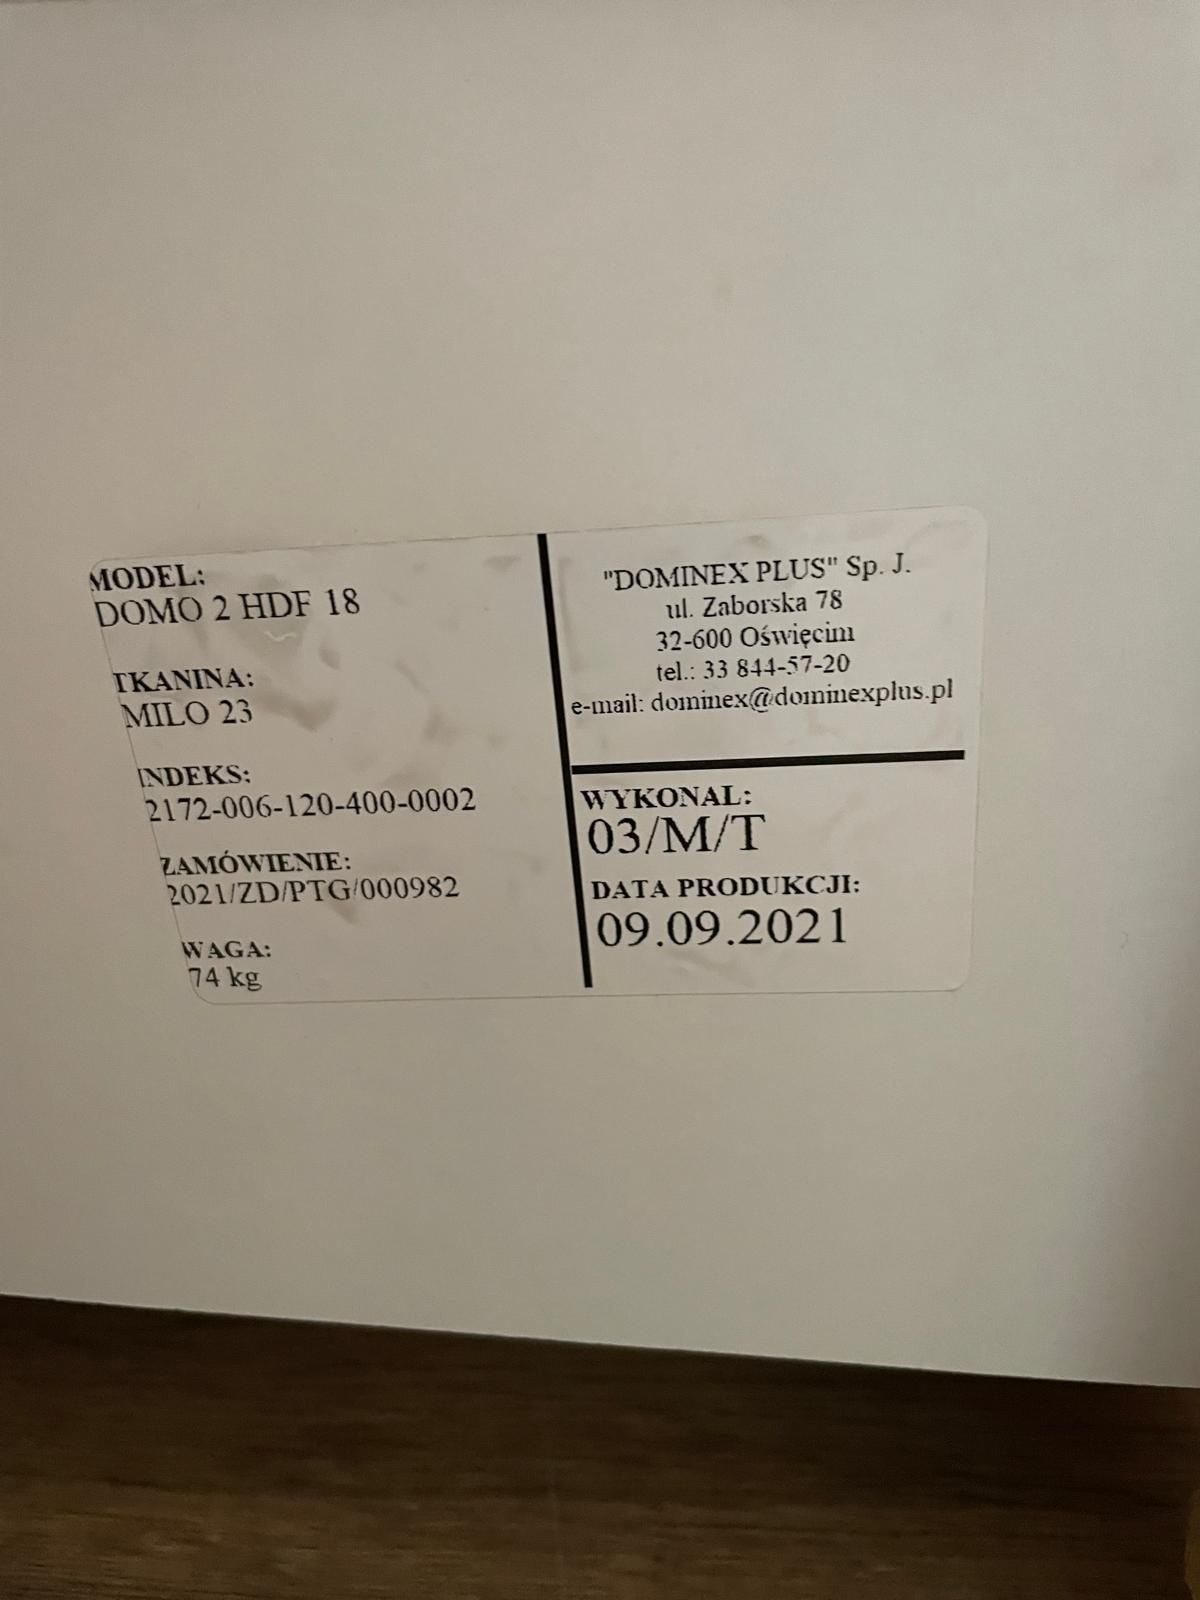 MODEL:
DOMO 2 HDF 18
TKANINA:
MILO 23
INDEKS:
2172-006-120-400-0002
ZAMÓWIENIE:
2021/ZD/PTG/000982
WAGA:
74 kg
"DOMINEX PLUS" Sp. J.
ul. Zaborska 78
32-600 Oświęcim
tel.: 33 844-57-20
e-mail: dominex@dominexplus.pl
WYKONAL:
03/M/T
DATA PRODUKCJI:
09.09.2021